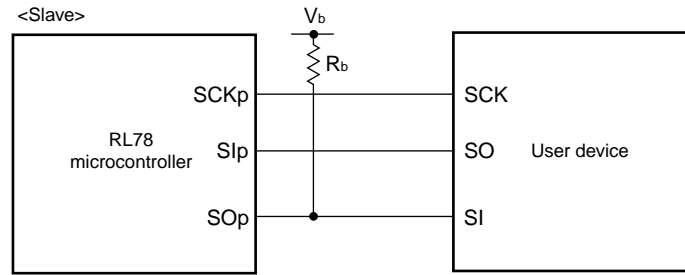 <Slave>
Vb
Rb
SCKp
SCK
RL78
microcontroller
SIp
SO
User device
SOp
SI